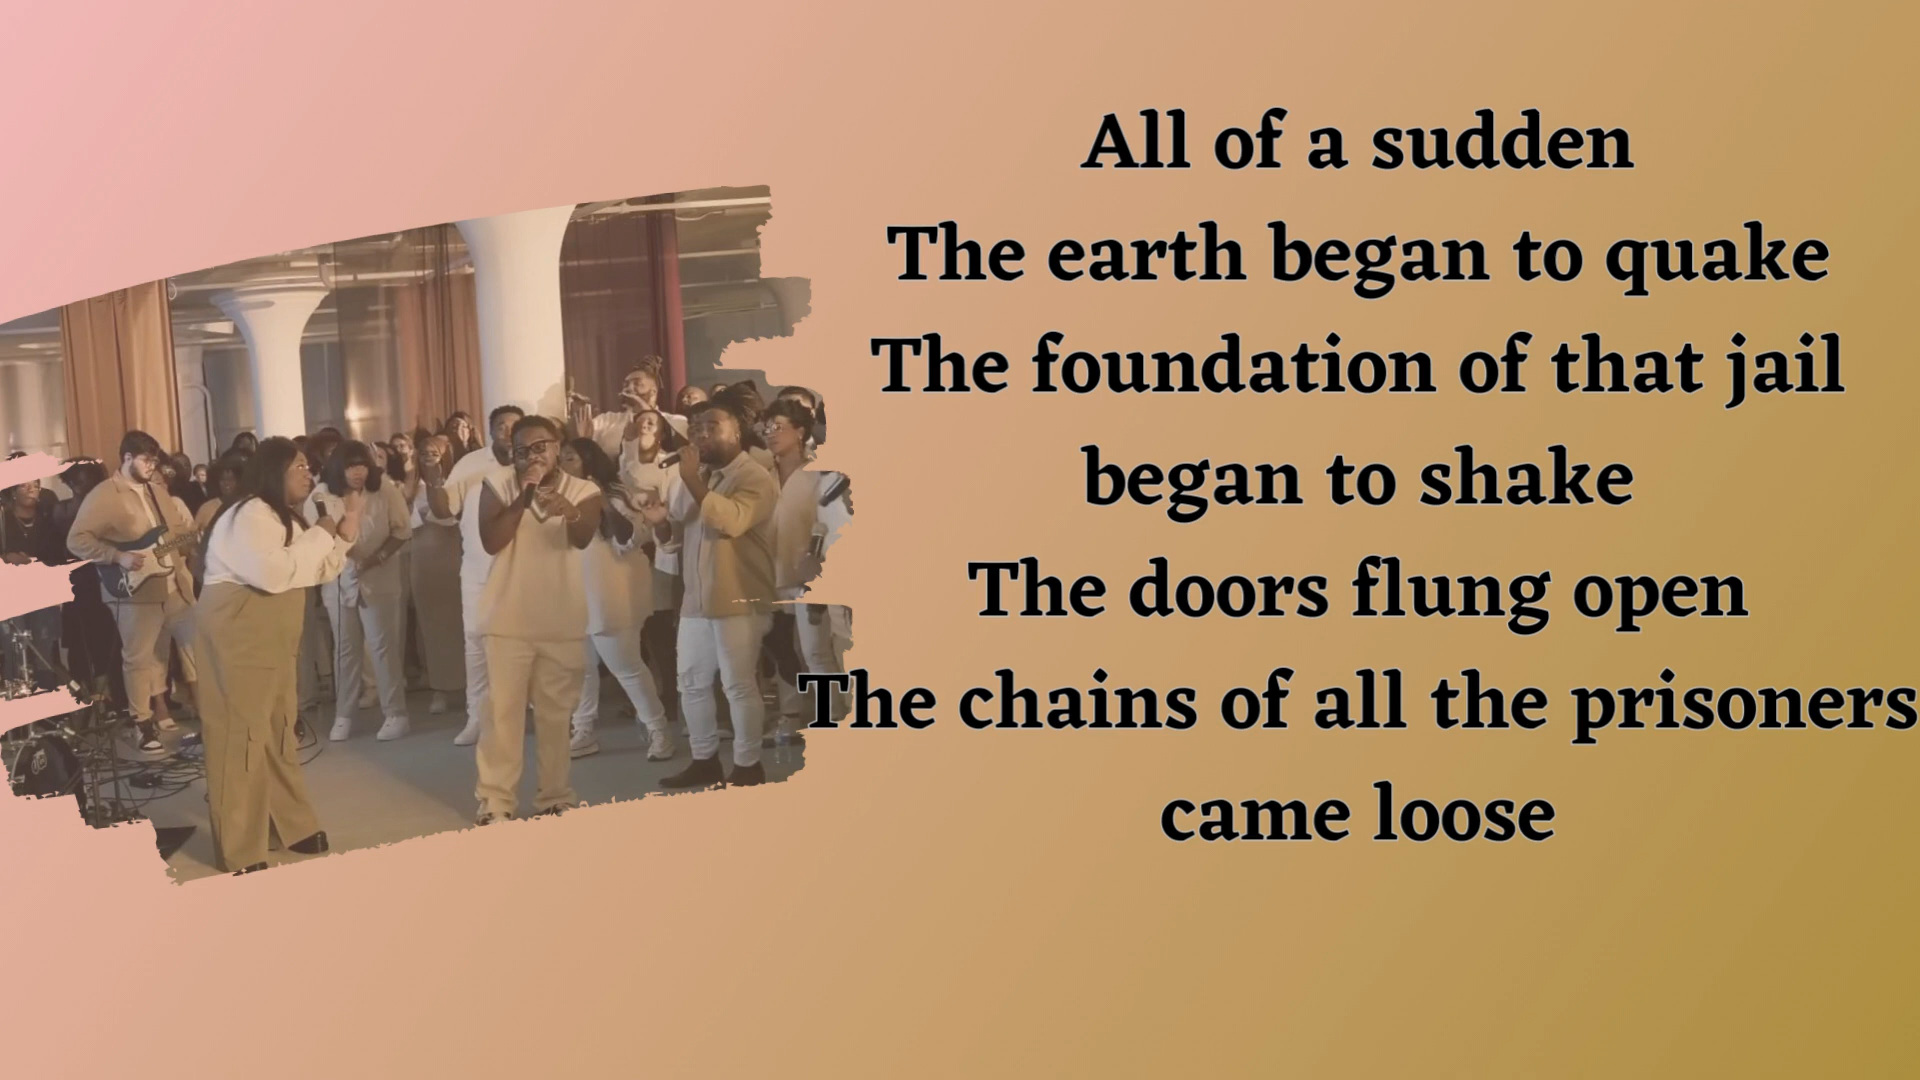 All of a sudden
The earth began to quake
The foundation of that jail
began to shake
The doors flung open
The chains of all the prisoners
came loose